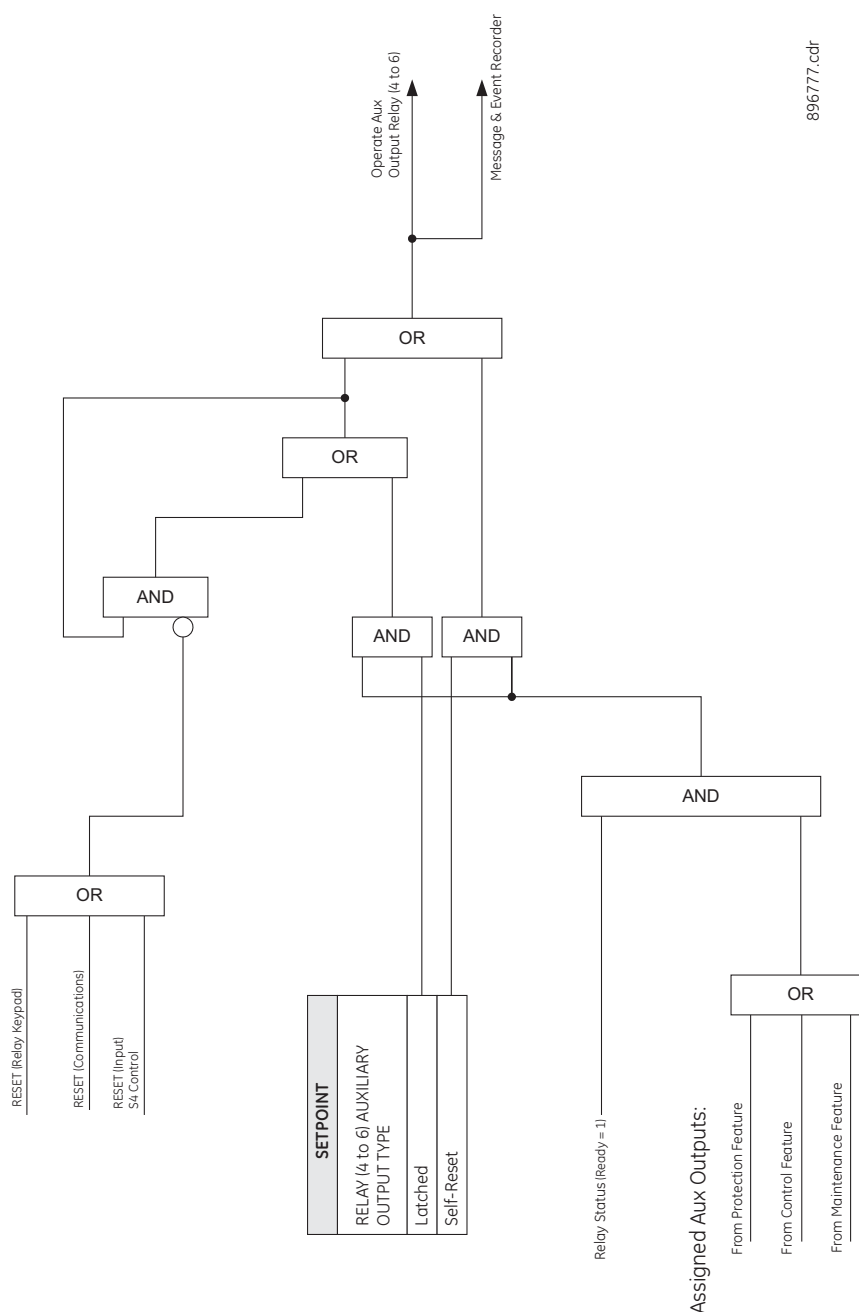 Operate Aux
Output Relay (4 to 6)
Message & Event Recorder
896777.cdr
OR
OR
AND
AND
AND
AND
OR
RESET (Relay Keypad)
RESET (Communications)
RESET (Input)
S4 Control
SETPOINT
RELAY (4 to 6) AUXILIARY
OUTPUT TYPE
Latched
Self-Reset
Relay Status (Ready = 1)
OR
Assigned Aux Outputs:
From Protection Feature
From Control Feature
From Maintenance Feature